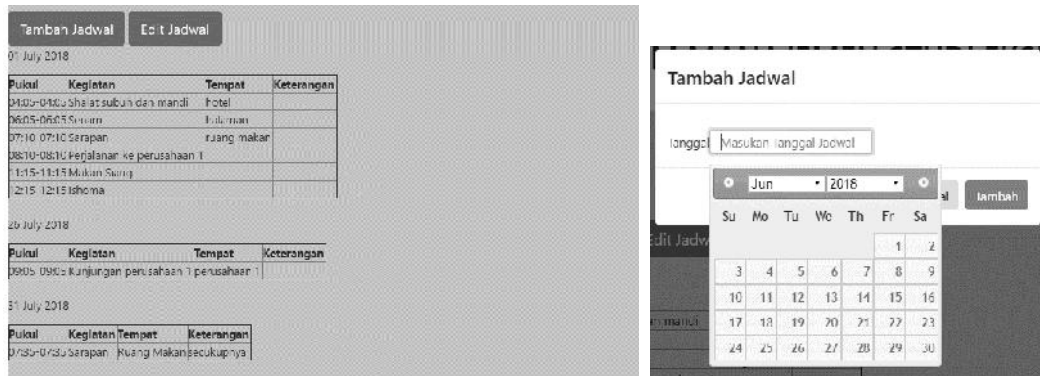 Tambah Jadwal Edit Jadwal
01 July 2018
Pukul Kegiatan Tempat Keterangan
04:05-04:05 Shalat subuh dan mandi hotel
06:05-06:05 Senam halaman
07:10-07:10 Sarapan ruang makan
08:10-08:10 Perjalanan ke perusahaan 1
11:15-11:15 Makan Siang
12:15-12:15 Ishoma
26 July 2018
Pukul Kegiatan Tempat Keterangan
09:05-09:05 Kunjungan perusahaan 1 perusahaan 1
31 July 2018
Pukul Kegiatan Tempat Keterangan
07:35-07:35 Sarapan Ruang Makan secukupnya
Tambah Jadwal
Tanggal Masukan Tanggal Jadwal
Jun 2018
al Tambah
Su Mo Tu We Th Fr Sa
1 2
3 4 5 6 7 8 9
10 11 12 13 14 15 16
17 18 19 20 21 22 23
24 25 26 27 28 29 30
Edit Jadw
n mandi